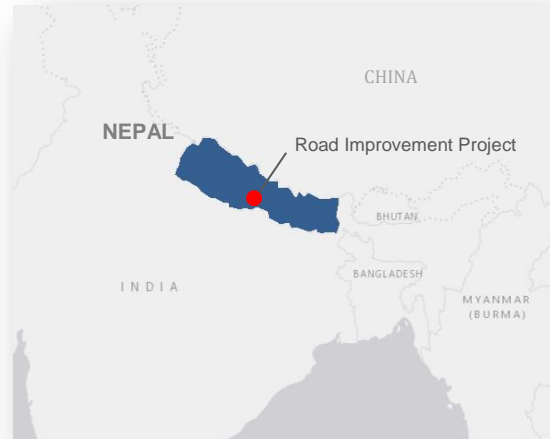 CHINA
NEPAL
Road Improvement Project
BHUTAN
BANGLADESH
INDIA
MYANMAR
(BURMA)